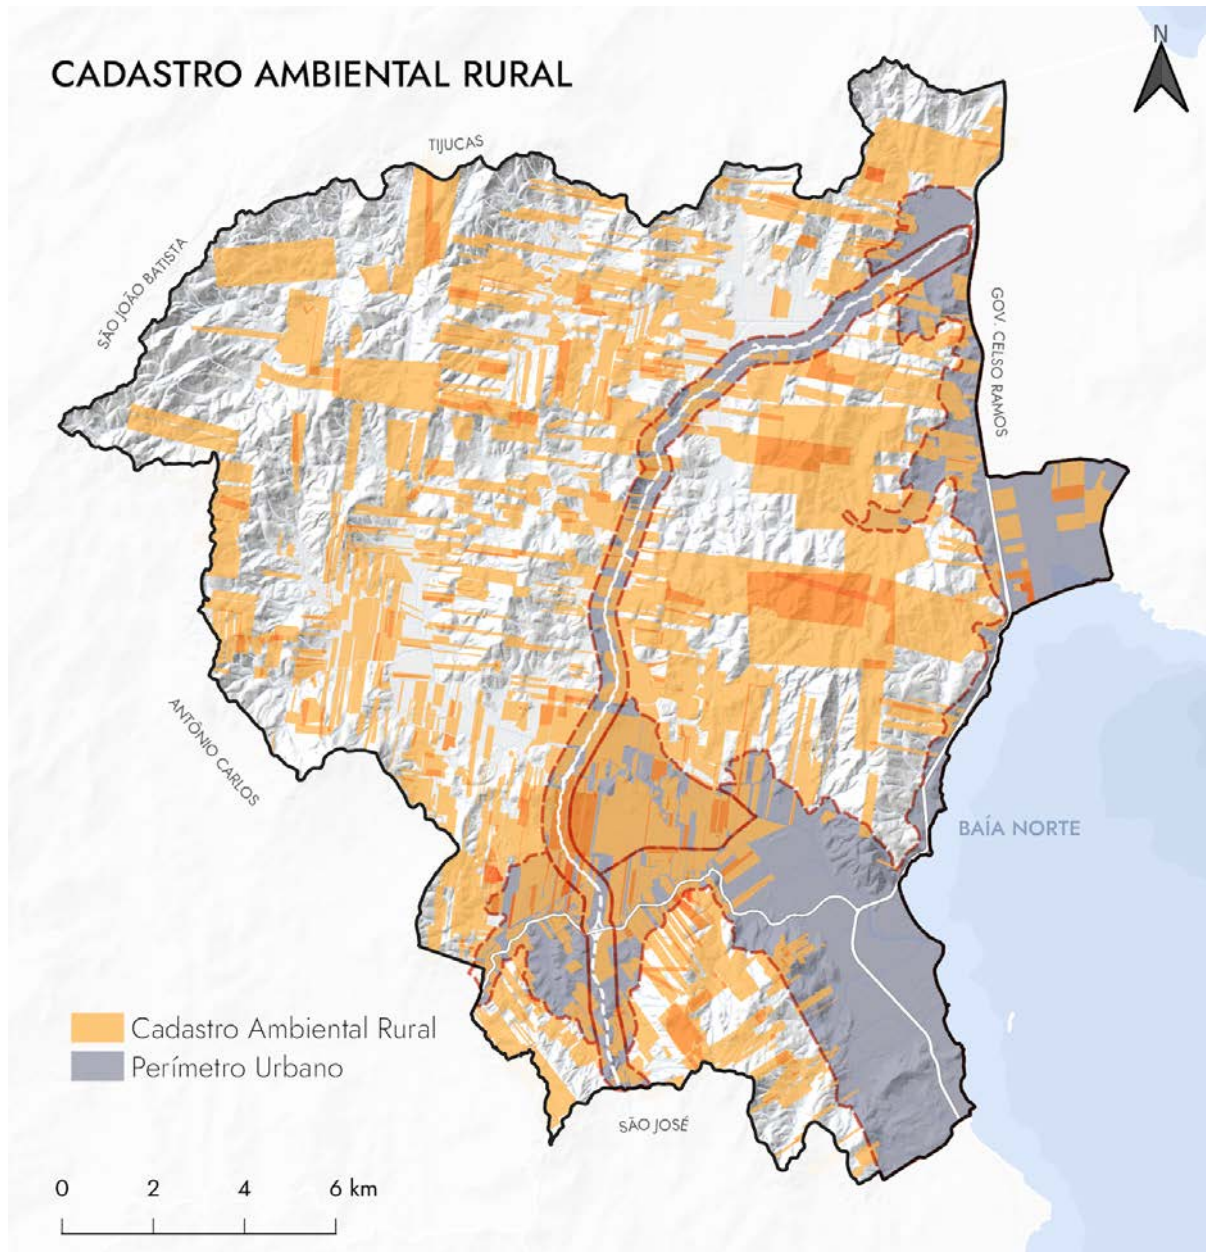 N
CADASTRO AMBIENTAL RURAL
TIJUCAS
SÃO JOÃO BATISTA
GOV. CELSO RAMOS
ANTÔNIO CARLOS
BAÍA NORTE
Cadastro Ambiental Rural
Perímetro Urbano
SÃO JOSÉ
0 2 4 6 km